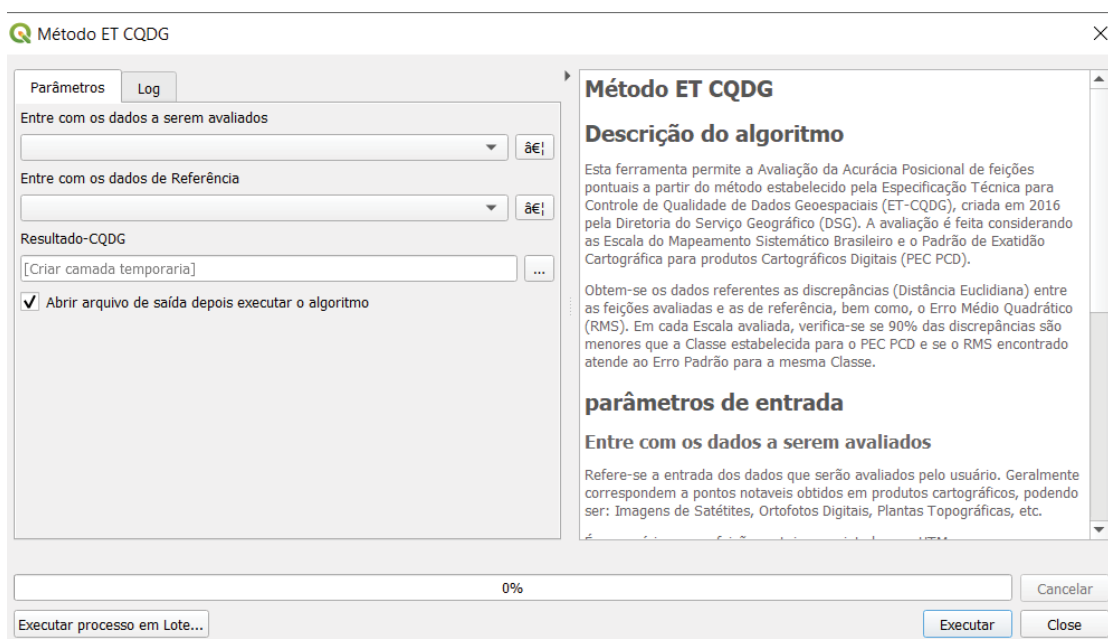 Método ET CQDG
Parâmetros
Log
Entre com os dados a serem avaliados
â€¦
Entre com os dados de Referência
â€¦
Resultado-CQDG
[Criar camada temporaria]
...
Abrir arquivo de saída depois executar o algoritmo
Método ET CQDG
Descrição do algoritmo
Esta ferramenta permite a Avaliação da Acurácia Posicional de feições
pontuais a partir do método estabelecido pela Especificação Técnica para
Controle de Qualidade de Dados Geoespaciais (ET-CQDG), criada em 2016
pela Diretoria do Serviço Geográfico (DSG). A avaliação é feita considerando
as Escala do Mapeamento Sistemático Brasileiro e o Padrão de Exatidão
Cartográfica para produtos Cartográficos Digitais (PEC PCD).
Obtem-se os dados referentes as discrepâncias (Distância Euclidiana) entre
as feições avaliadas e as de referência, bem como, o Erro Médio Quadrático
(RMS). Em cada Escala avaliada, verifica-se se 90% das discrepâncias são
menores que a Classe estabelecida para o PEC PCD e se o RMS encontrado
atende ao Erro Padrão para a mesma Classe.
parâmetros de entrada
Entre com os dados a serem avaliados
Refere-se a entrada dos dados que serão avaliados pelo usuário. Geralmente
correspondem a pontos notaveis obtidos em produtos cartográficos, podendo
ser: Imagens de Satétites, Ortofotos Digitais, Plantas Topográficas, etc.
0%
Cancelar
Executar processo em Lote...
Executar
Close